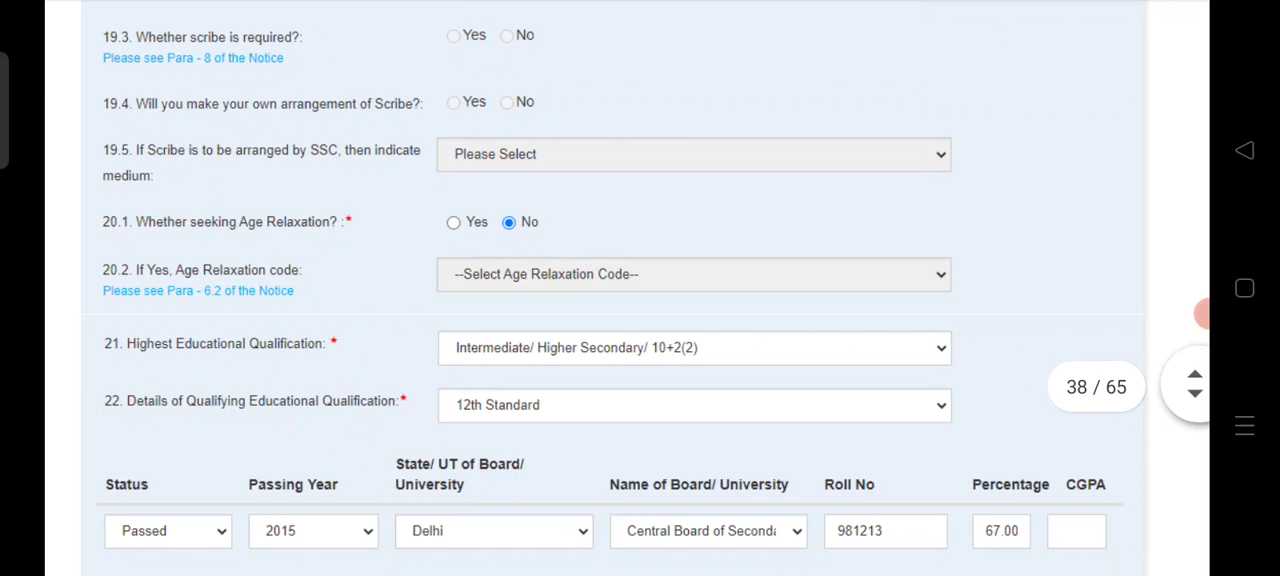 19.3. Whether scribe is required?:
Yes No
Please see Para - 8 of the Notice
19.4. Will you make your own arrangement of Scribe?:
Yes No
19.5. If Scribe is to be arranged by SSC, then indicate
medium:
Please Select
20.1. Whether seeking Age Relaxation? :*
Yes No
20.2. If Yes, Age Relaxation code:
--Select Age Relaxation Code--
Please see Para - 6.2 of the Notice
21. Highest Educational Qualification: *
Intermediate/ Higher Secondary/ 10+2(2)
38 / 65
22. Details of Qualifying Educational Qualification:*
12th Standard
Status Passing Year State/ UT of Board/
University Name of Board/ University Roll No Percentage CGPA
Passed 2015 Delhi Central Board of Seconda 981213 67.00